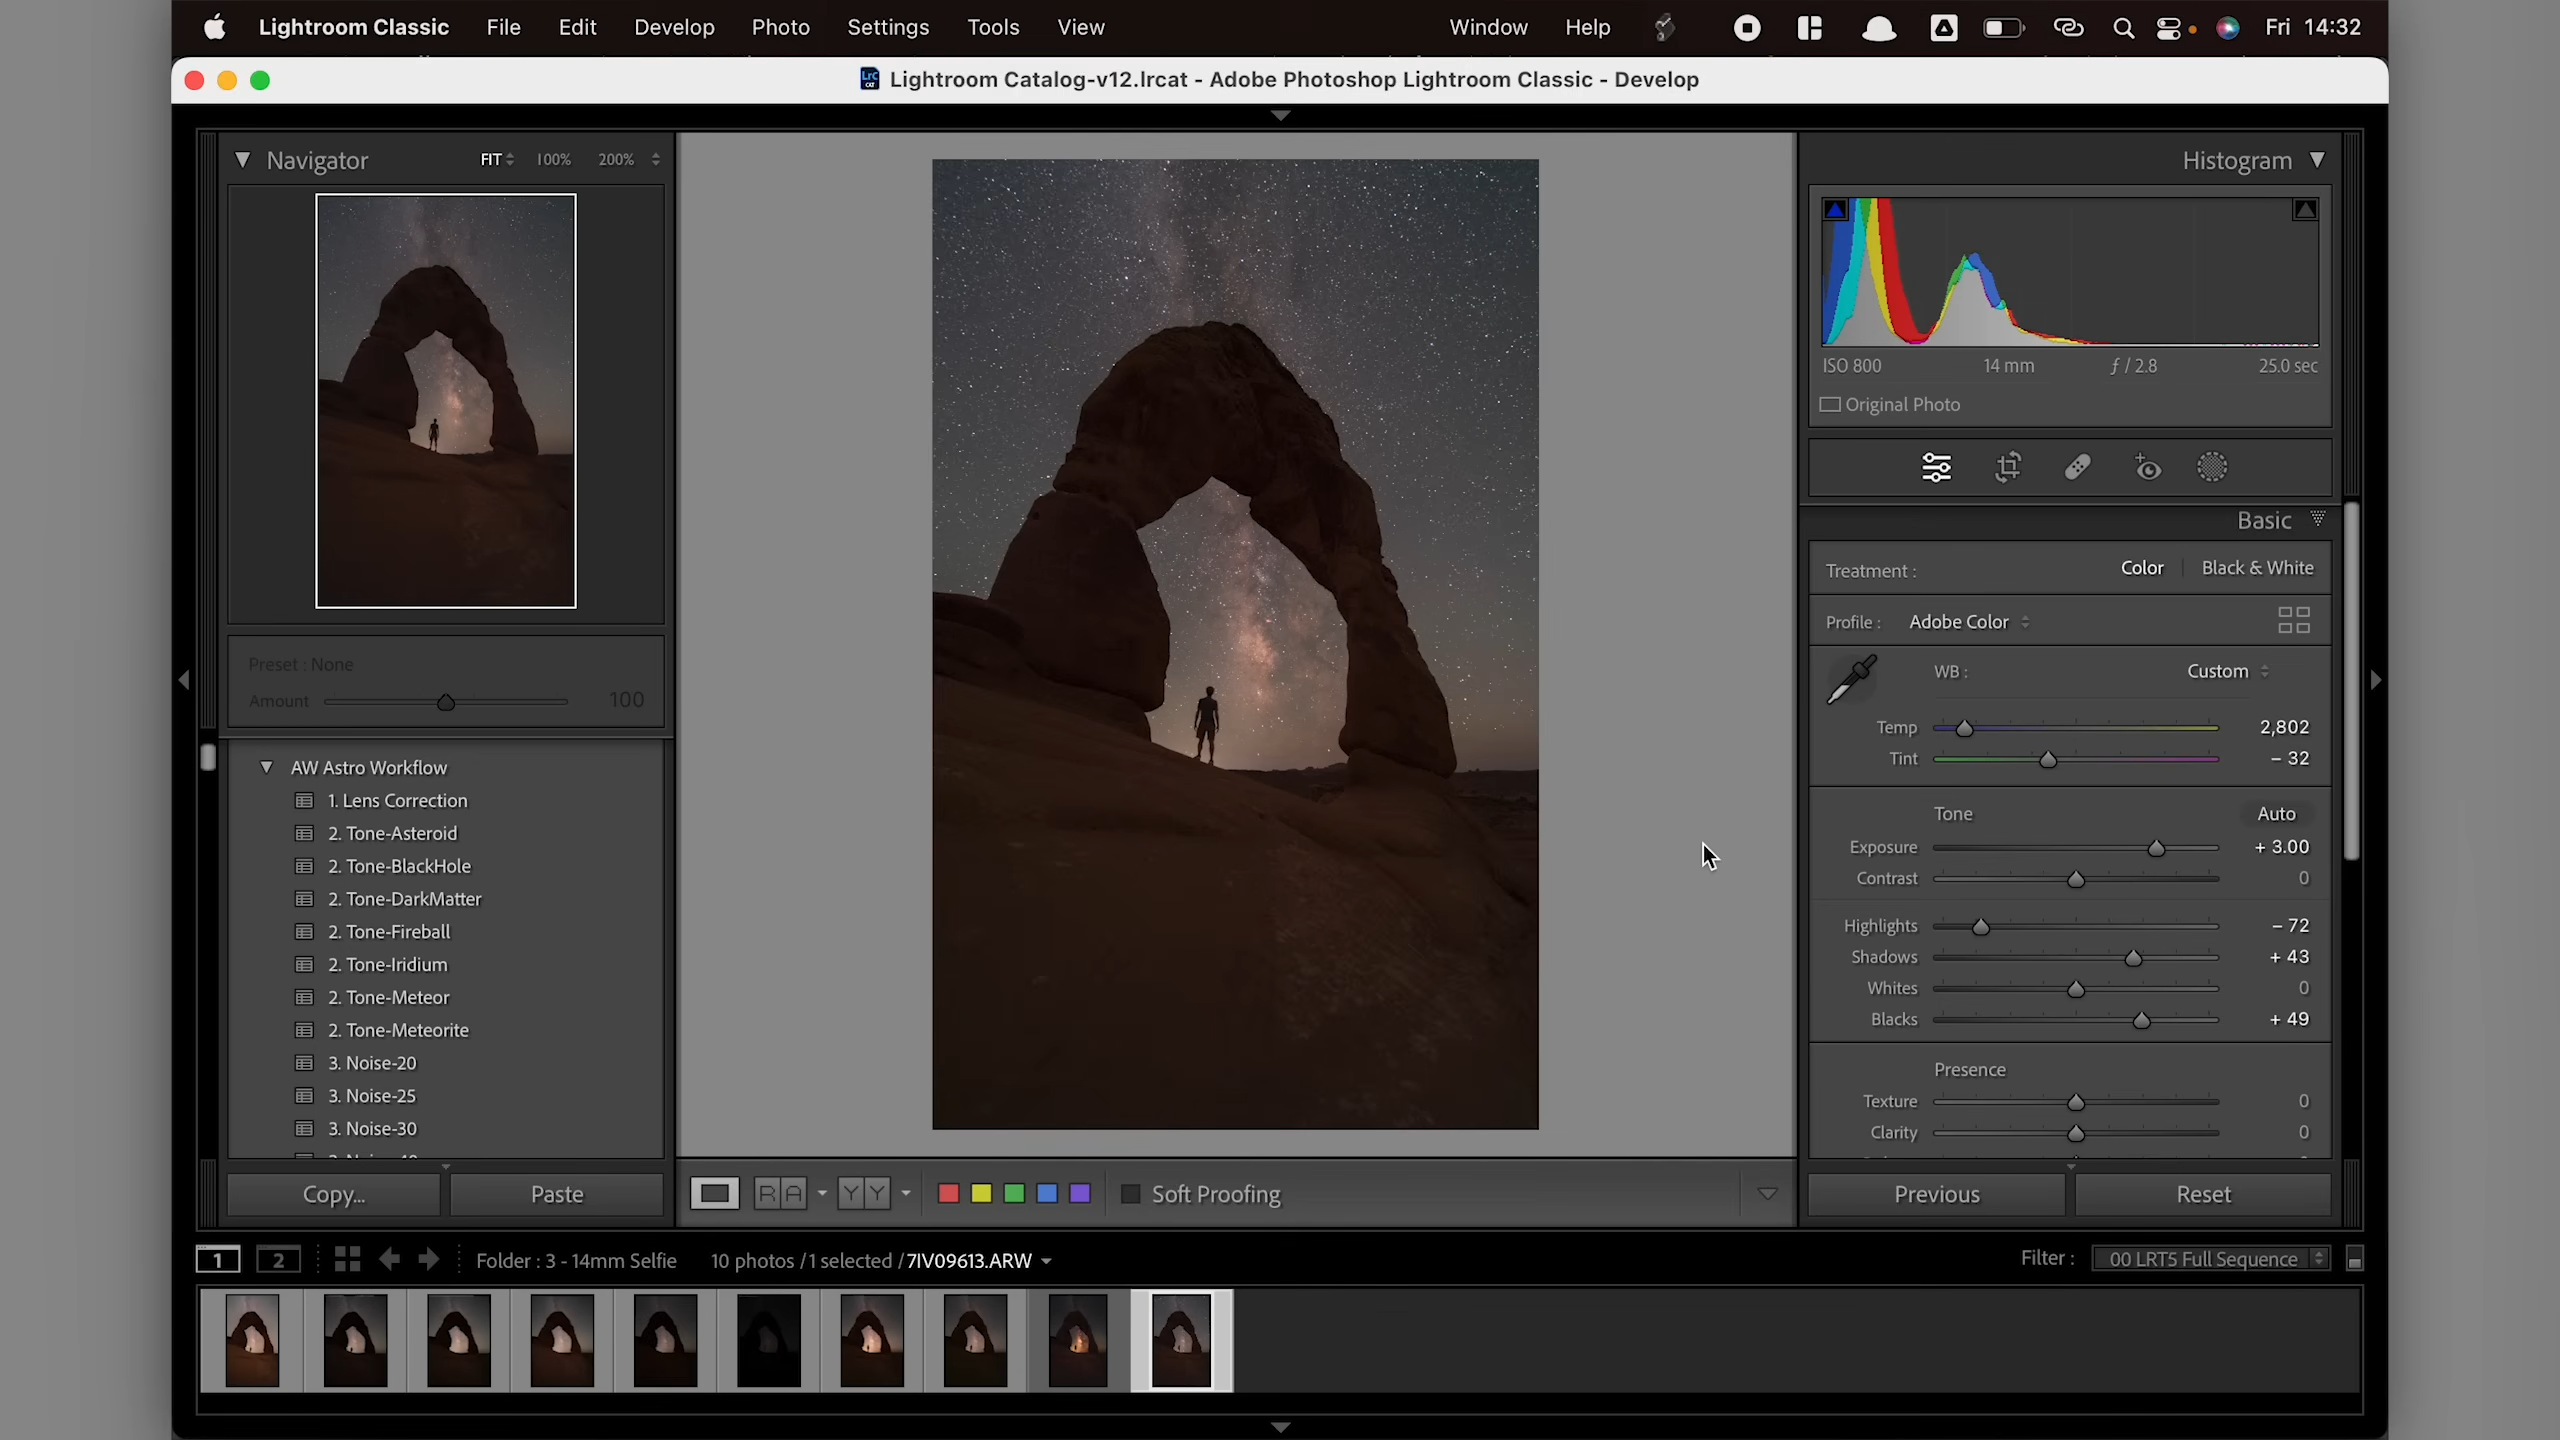 Lightroom Classic File Edit Develop Photo Settings Tools View Window Help Fri 14:32
LrC CAT Lightroom Catalog-v12.lrcat - Adobe Photoshop Lightroom Classic - Develop
Navigator FIT 100% 200%
Preset : None
Amount 100
AW Astro Workflow
1. Lens Correction
2. Tone-Asteroid
2. Tone-BlackHole
2. Tone-DarkMatter
2. Tone-Fireball
2. Tone-Iridium
2. Tone-Meteor
2. Tone-Meteorite
3. Noise-20
3. Noise-25
3. Noise-30
Copy... Paste
R A Y Y Soft Proofing
Histogram
ISO 800 14 mm ƒ / 2.8 25.0 sec
Original Photo
Basic
Treatment : Color Black & White
Profile : Adobe Color
WB : Custom
Temp 2,802
Tint – 32
Tone Auto
Exposure + 3.00
Contrast 0
Highlights – 72
Shadows + 43
Whites 0
Blacks + 49
Presence
Texture 0
Clarity 0
Previous Reset
1 2 Folder : 3 - 14mm Selfie 10 photos / 1 selected / 7IV09613.ARW Filter : 00 LRT5 Full Sequence